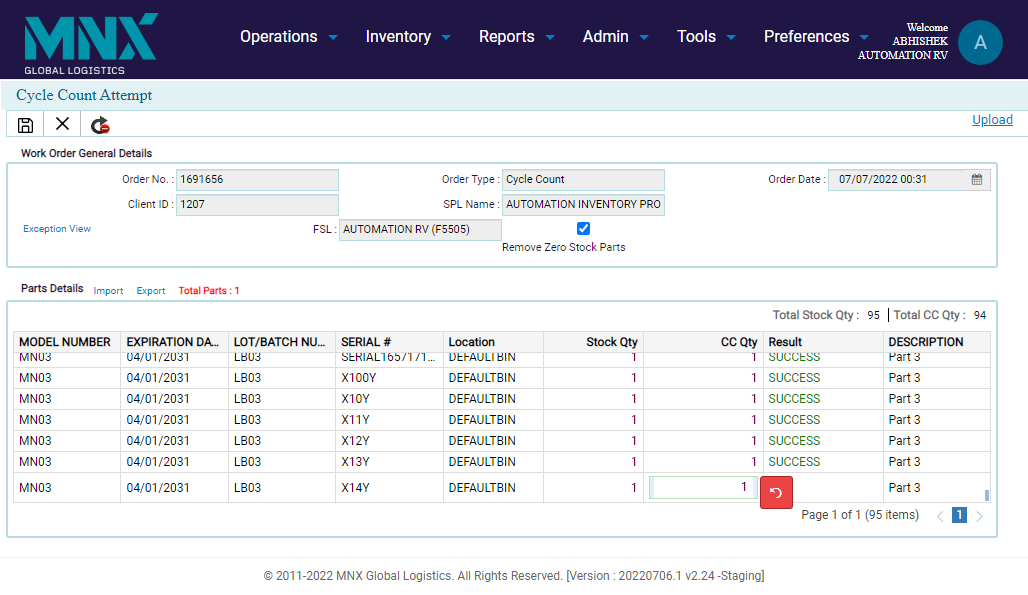 MNX
GLOBAL LOGISTICS
Operations Inventory Reports Admin Tools Preferences
Welcome
ABHISHEK
AUTOMATION RV
A
Cycle Count Attempt
Upload
Work Order General Details
Order No. : 1691656 Order Type : Cycle Count Order Date : 07/07/2022 00:31
Client ID : 1207 SPL Name : AUTOMATION INVENTORY PRO
Exception View FSL : AUTOMATION RV (F5505)
Remove Zero Stock Parts
Parts Details Import Export Total Parts : 1
Total Stock Qty : 95 Total CC Qty : 94
MODEL NUMBER EXPIRATION DA... LOT/BATCH NU... SERIAL # Location Stock Qty CC Qty Result DESCRIPTION
MN03 04/01/2031 LB03 SERIAL1657171... DEFAULTBIN 1 1 SUCCESS Part 3
MN03 04/01/2031 LB03 X100Y DEFAULTBIN 1 1 SUCCESS Part 3
MN03 04/01/2031 LB03 X10Y DEFAULTBIN 1 1 SUCCESS Part 3
MN03 04/01/2031 LB03 X11Y DEFAULTBIN 1 1 SUCCESS Part 3
MN03 04/01/2031 LB03 X12Y DEFAULTBIN 1 1 SUCCESS Part 3
MN03 04/01/2031 LB03 X13Y DEFAULTBIN 1 1 SUCCESS Part 3
MN03 04/01/2031 LB03 X14Y DEFAULTBIN 1 1 Part 3
Page 1 of 1 (95 items) 1
© 2011-2022 MNX Global Logistics. All Rights Reserved. [Version : 20220706.1 v2.24 -Staging]